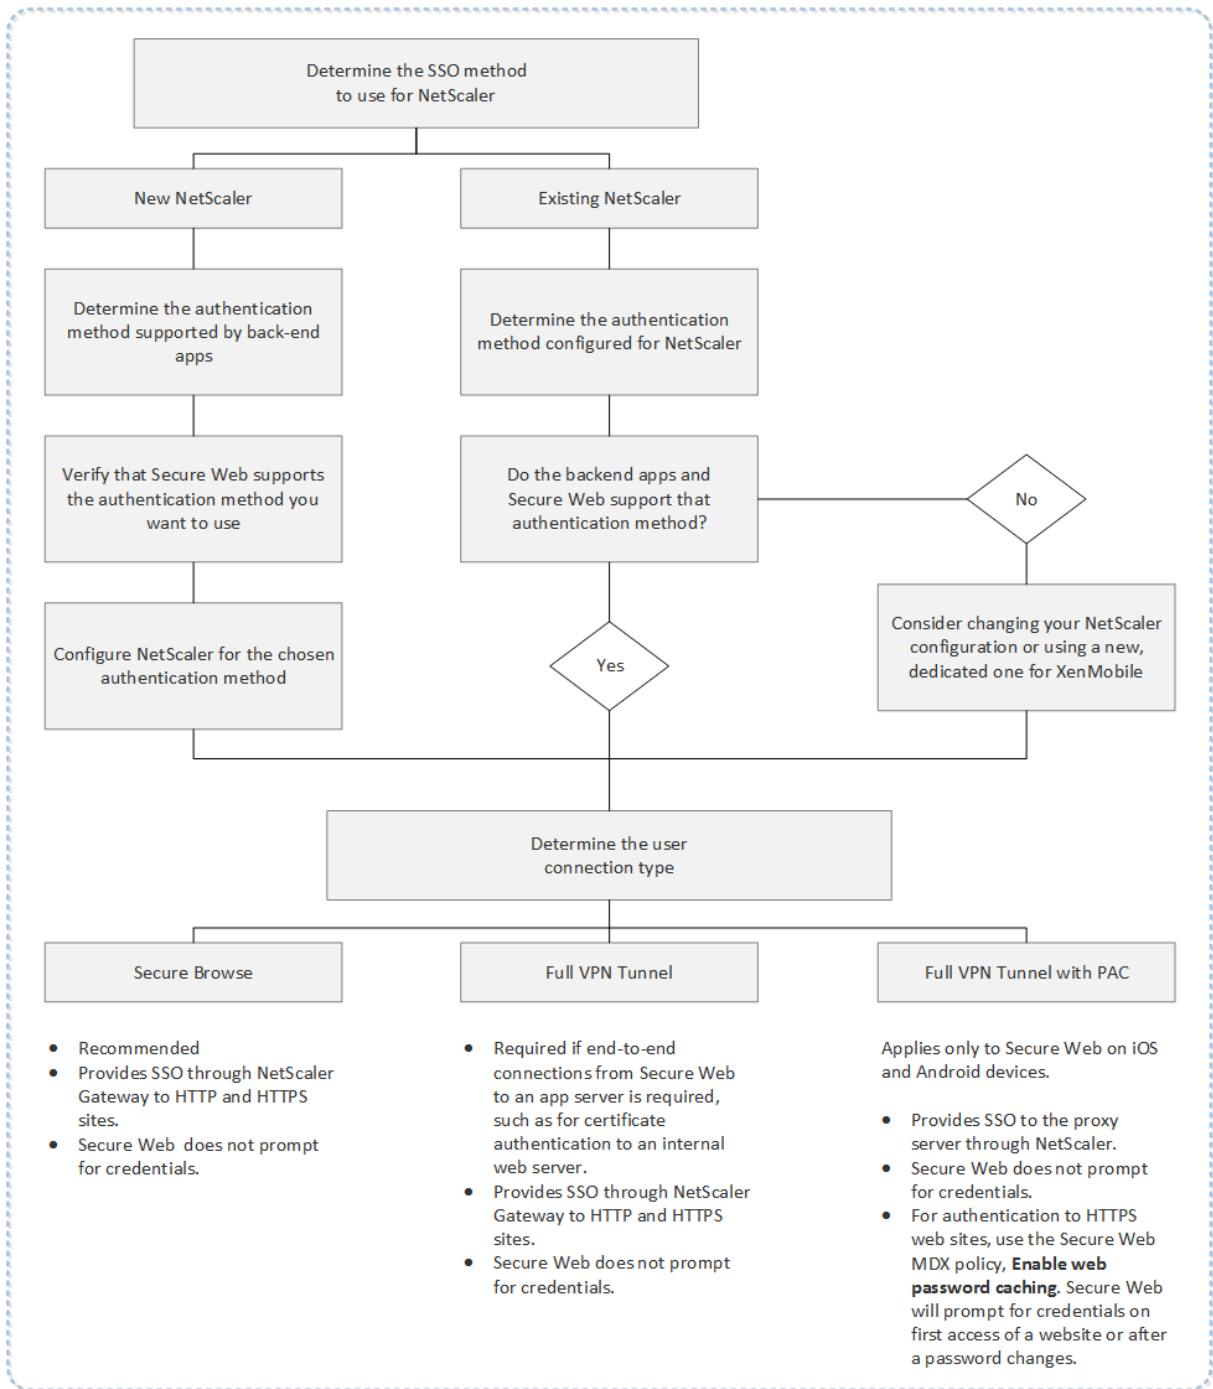 Determine the SSO method
to use for NetScaler
New NetScaler
Existing NetScaler
Determine the authentication
method supported by back-end
apps
Determine the authentication
method configured for NetScaler
Verify that Secure Web supports
the authentication method you
want to use
Do the backend apps and
Secure Web support that
authentication method?
No
Configure NetScaler for the chosen
authentication method
Yes
Consider changing your NetScaler
configuration or using a new,
dedicated one for XenMobile
Determine the user
connection type
Secure Browse
Full VPN Tunnel
Full VPN Tunnel with PAC
• Recommended
• Provides SSO through NetScaler
Gateway to HTTP and HTTPS
sites.
• Secure Web does not prompt
for credentials.
• Required if end-to-end
connections from Secure Web
to an app server is required,
such as for certificate
authentication to an internal
web server.
• Provides SSO through NetScaler
Gateway to HTTP and HTTPS
sites.
• Secure Web does not prompt
for credentials.
Applies only to Secure Web on iOS
and Android devices.
• Provides SSO to the proxy
server through NetScaler.
• Secure Web does not prompt
for credentials.
• For authentication to HTTPS
web sites, use the Secure Web
MDX policy, Enable web
password caching. Secure Web
will prompt for credentials on
first access of a website or after
a password changes.